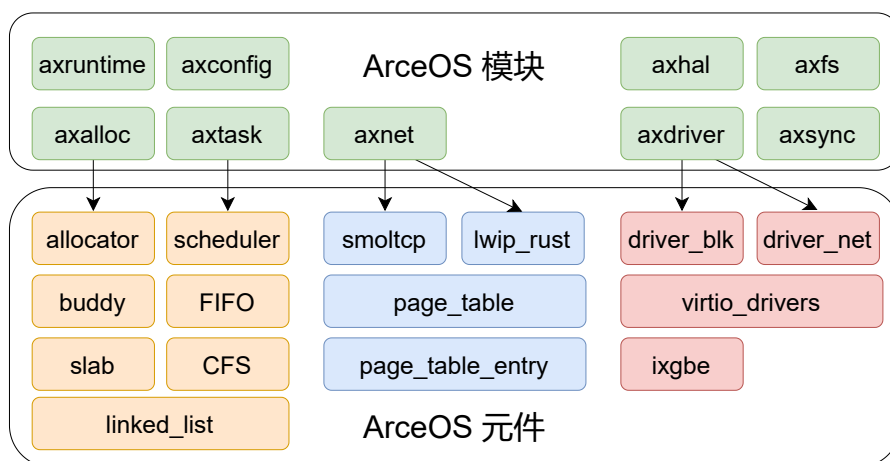 axruntime
axconfig
ArceOS 模块
axhal
axfs
axalloc
axtask
axnet
axdriver
axsync
allocator
scheduler
smoltcp
lwip_rust
driver_blk
driver_net
buddy
FIFO
page_table
virtio_drivers
slab
CFS
page_table_entry
ixgbe
linked_list
ArceOS 元件